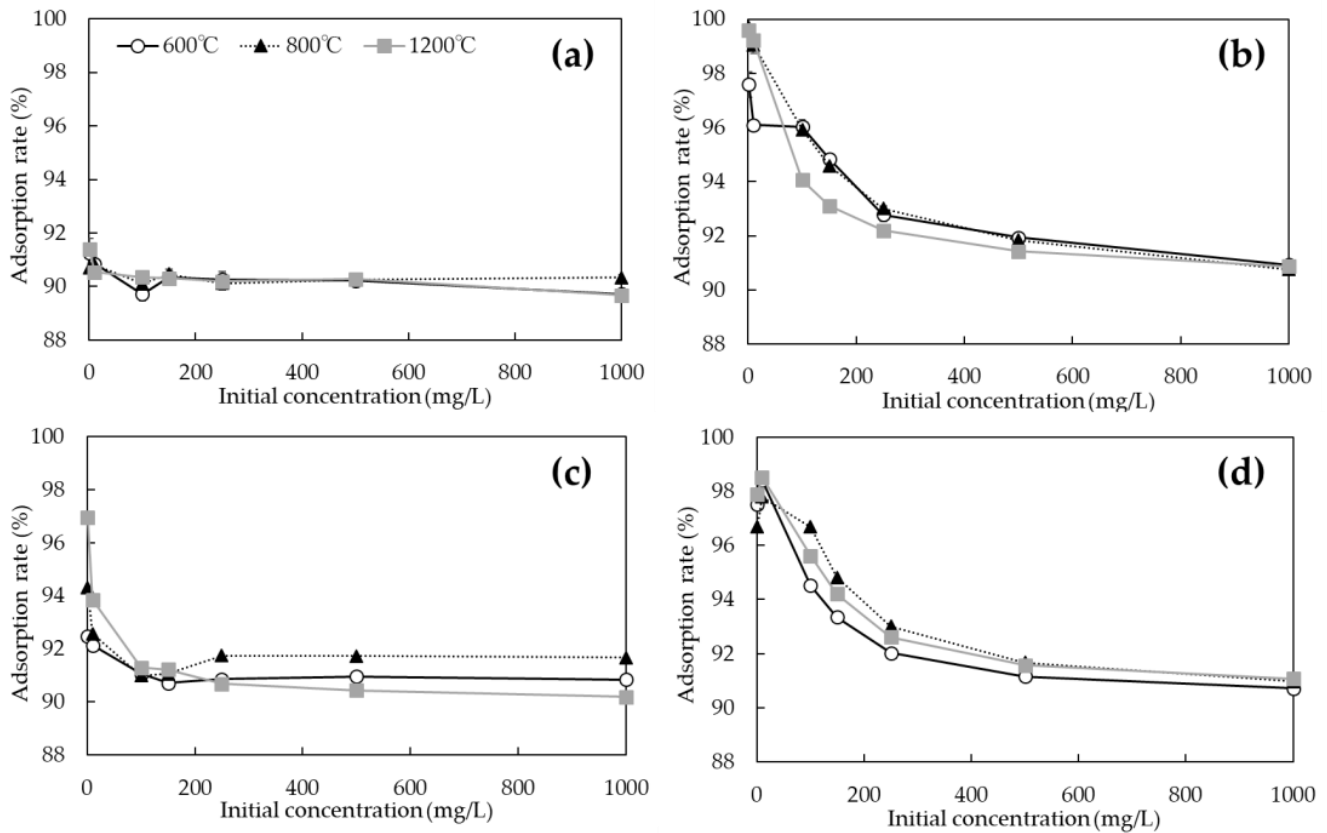 600℃ 800℃ 1200℃
(a)
Adsorption rate (%)
100
98
96
94
92
90
88
0 200 400 600 800 1000
Initial concentration (mg/L)
(b)
Adsorption rate (%)
100
98
96
94
92
90
88
0 200 400 600 800 1000
Initial concentration (mg/L)
(c)
Adsorption rate (%)
100
98
96
94
92
90
88
0 200 400 600 800 1000
Initial concentration (mg/L)
(d)
Adsorption rate (%)
100
98
96
94
92
90
88
0 200 400 600 800 1000
Initial concentration (mg/L)